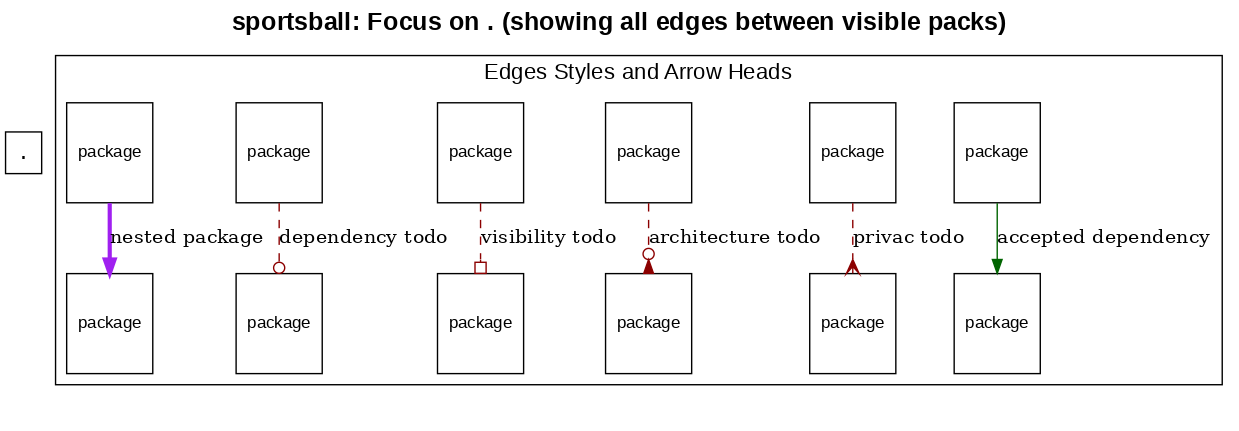 sportsball: Focus on . (showing all edges between visible packs)
Edges Styles and Arrow Heads
.
package package package package package package
nested package dependency todo visibility todo architecture todo privac todo accepted dependency
package package package package package package